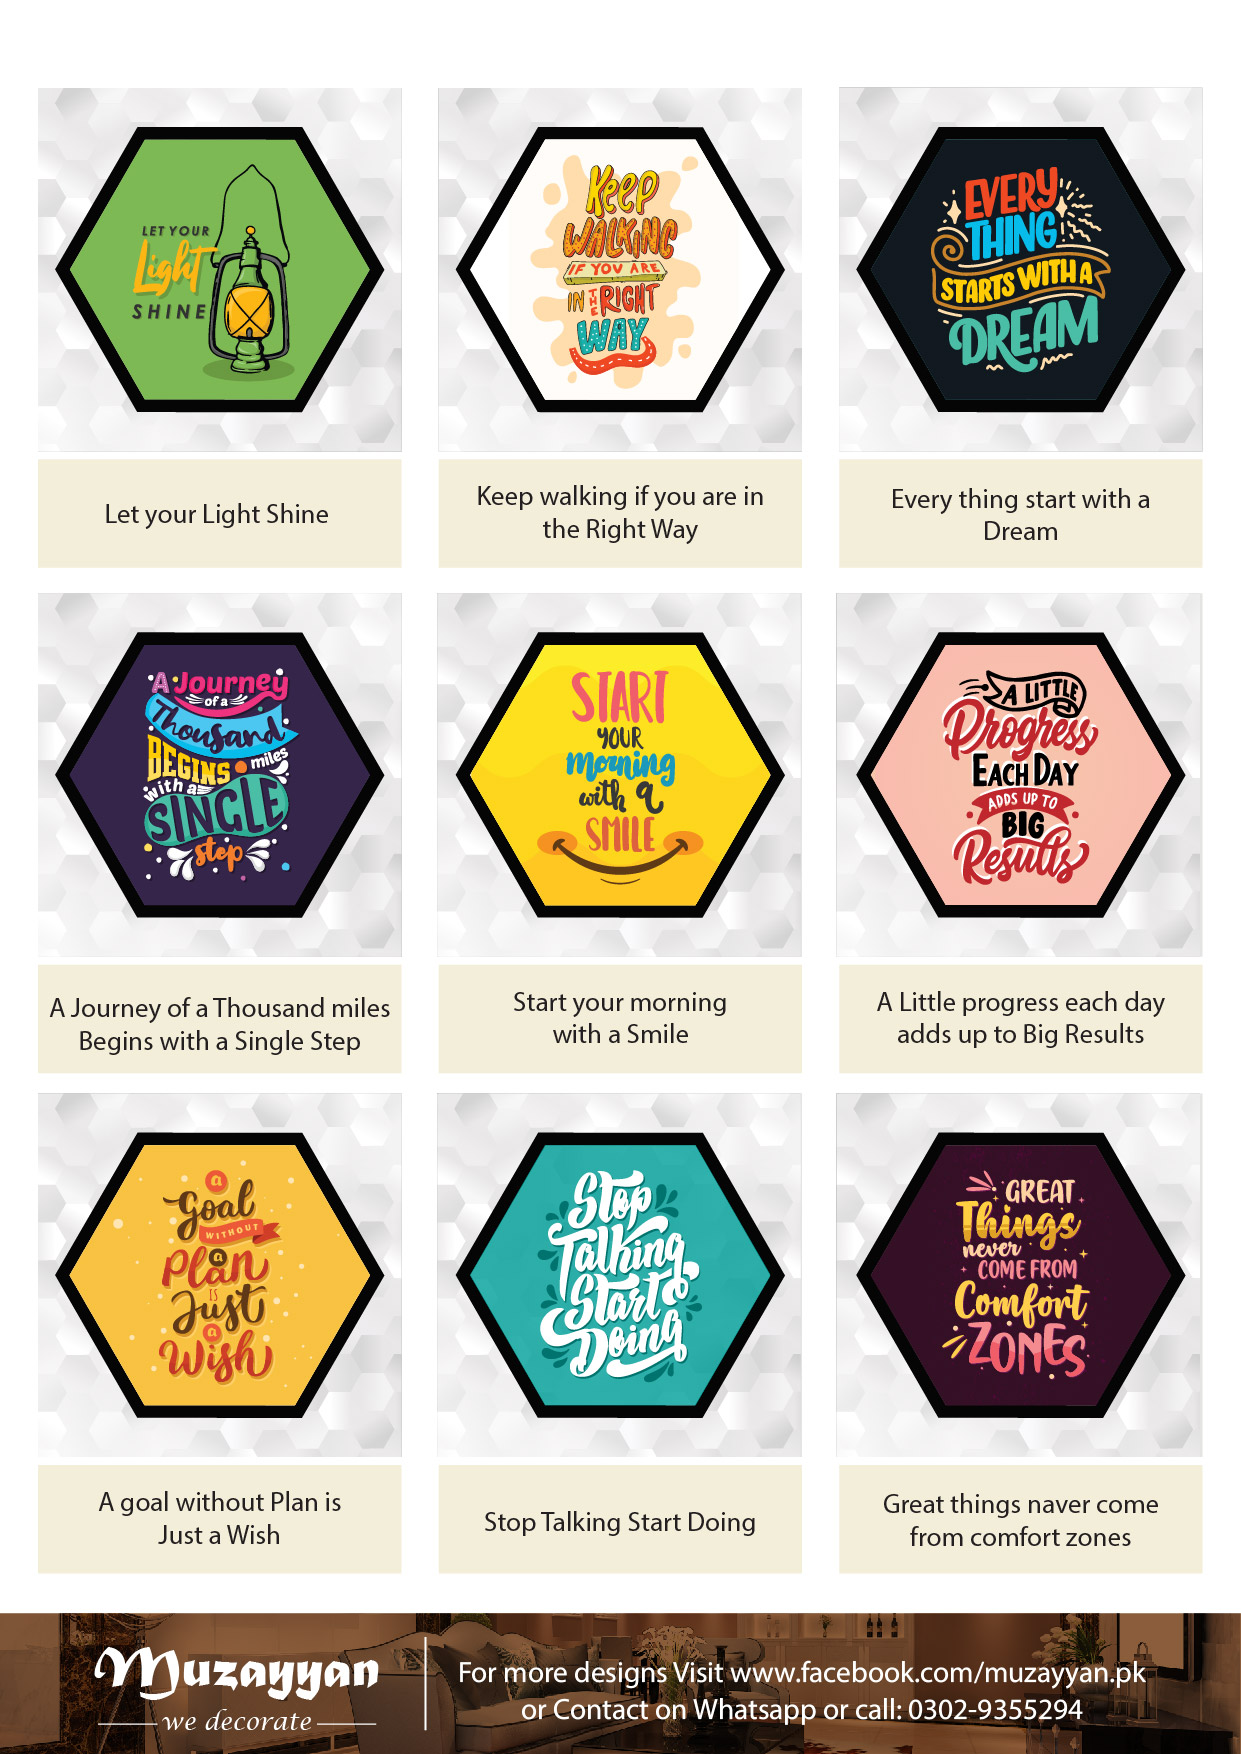 LET YOUR
Light
SHINE
Keep
WALKING
IF YOU ARE
IN THE RIGHT
WAY
EVERY
THING
STARTS WITH A
DREAM
Let your Light Shine
Keep walking if you are in
the Right Way
Every thing start with a
Dream
A Journey
of a
Thousand
BEGINS miles
with a
SINGLE
step
START
YOUR
Morning
with a
SMILE
A LITTLE
Progress
EACH DAY
ADDS UP TO
BIG
Results
A Journey of a Thousand miles
Begins with a Single Step
Start your morning
with a Smile
A Little progress each day
adds up to Big Results
a
Goal
WITHOUT
a
Plan
IS
Just
a
Wish
Stop
Talking
Start
Doing
GREAT
Things
never
COME FROM
Comfort
ZONES
A goal without Plan is
Just a Wish
Stop Talking Start Doing
Great things naver come
from comfort zones
Muzayyan
we decorate
For more designs Visit www.facebook.com/muzayyan.pk
or Contact on Whatsapp or call: 0302-9355294